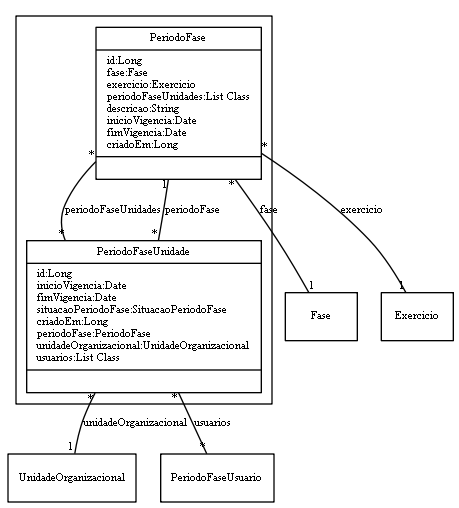 PeriodoFase
id:Long
fase:Fase
exercicio:Exercicio
periodoFaseUnidades:List Class
descricao:String
inicioVigencia:Date
fimVigencia:Date
criadoEm:Long
* 1 * *
periodoFaseUnidades periodoFase fase exercicio
* *
PeriodoFaseUnidade
id:Long
inicioVigencia:Date
fimVigencia:Date
situacaoPeriodoFase:SituacaoPeriodoFase
criadoEm:Long
periodoFase:PeriodoFase
unidadeOrganizacional:UnidadeOrganizacional
usuarios:List Class
1 1
Fase Exercicio
* *
unidadeOrganizacional usuarios
1 *
UnidadeOrganizacional PeriodoFaseUsuario